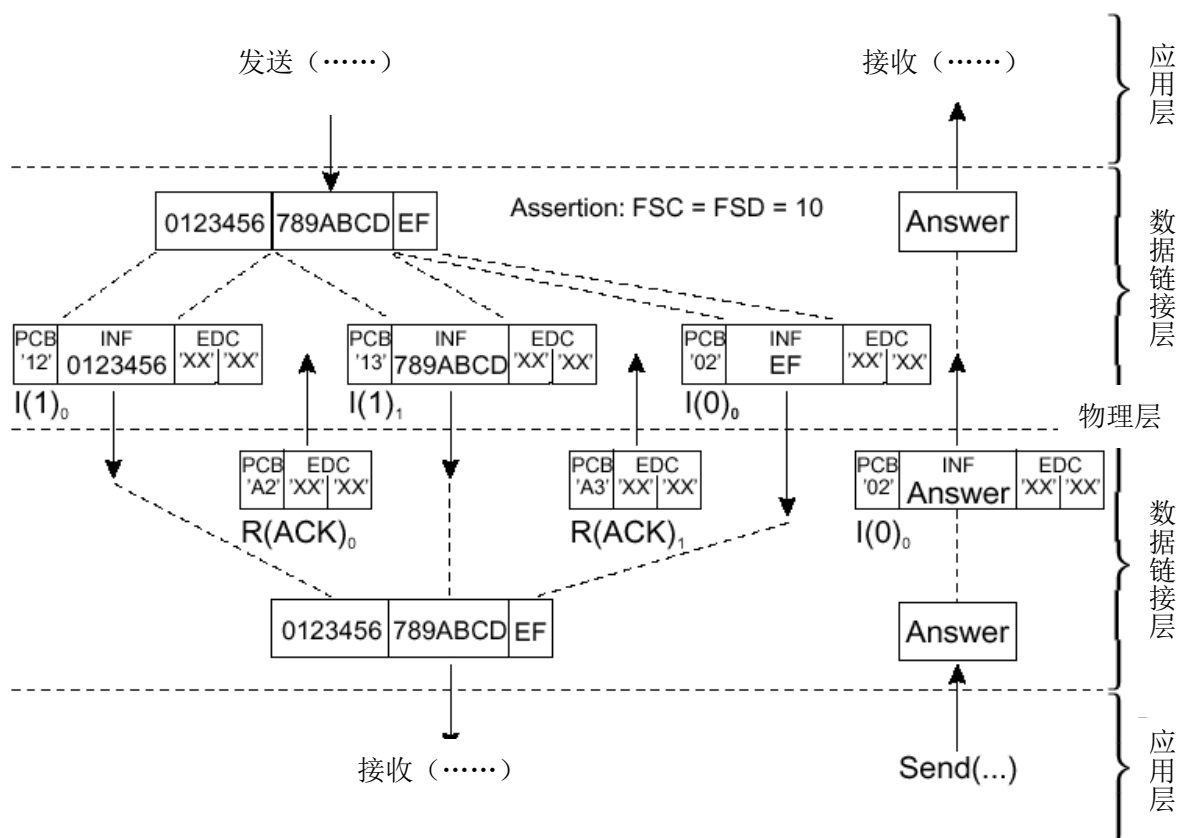 发送（……）
接收（……）
应用层
0123456 789ABCD EF
Assertion: FSC = FSD = 10
Answer
数据链接层
PCB INF EDC
'12' 0123456 'XX' 'XX'
I(1)₀
PCB INF EDC
'13' 789ABCD 'XX' 'XX'
I(1)₁
PCB INF EDC
'02' EF 'XX' 'XX'
I(0)₀
物理层
PCB EDC
'A2' 'XX' 'XX'
R(ACK)₀
PCB EDC
'A3' 'XX' 'XX'
R(ACK)₁
PCB INF EDC
'02' Answer 'XX' 'XX'
I(0)₀
数据链接层
0123456 789ABCD EF
Answer
接收（……）
Send(...)
应用层